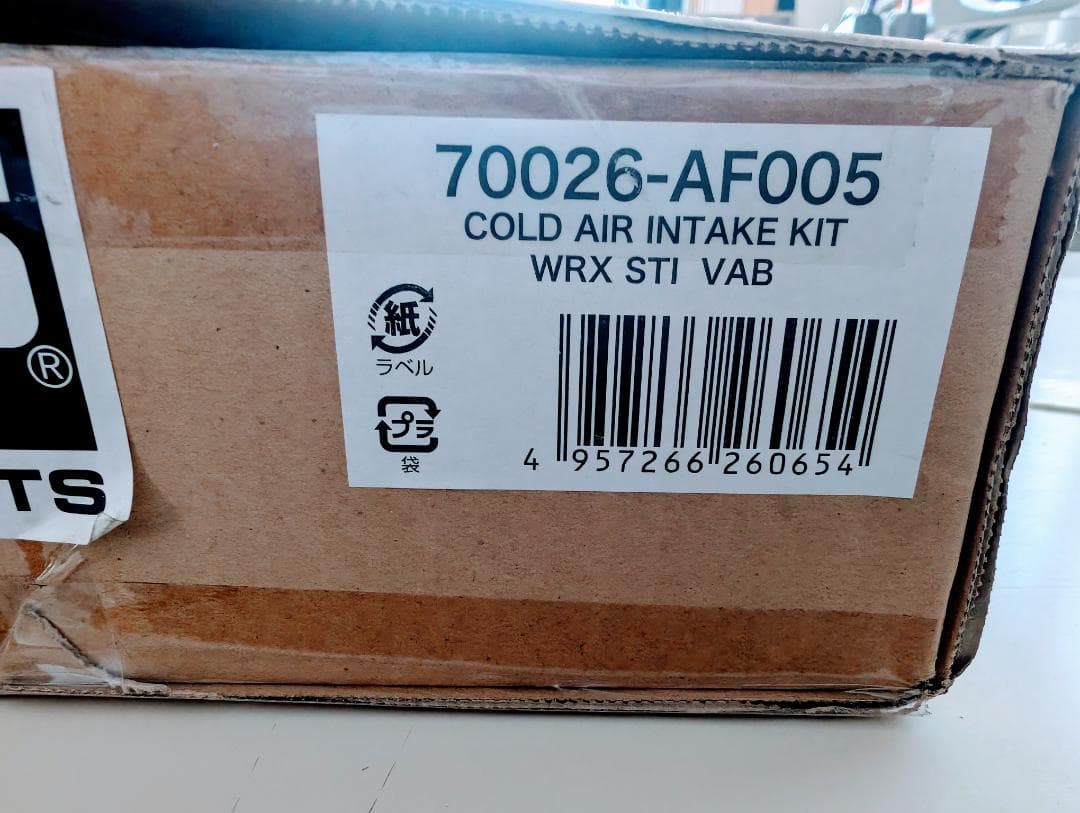 70026-AF005
COLD AIR INTAKE KIT
WRX STI VAB
紙
ラベル
プラ
袋
4 957266 260654
®
TS